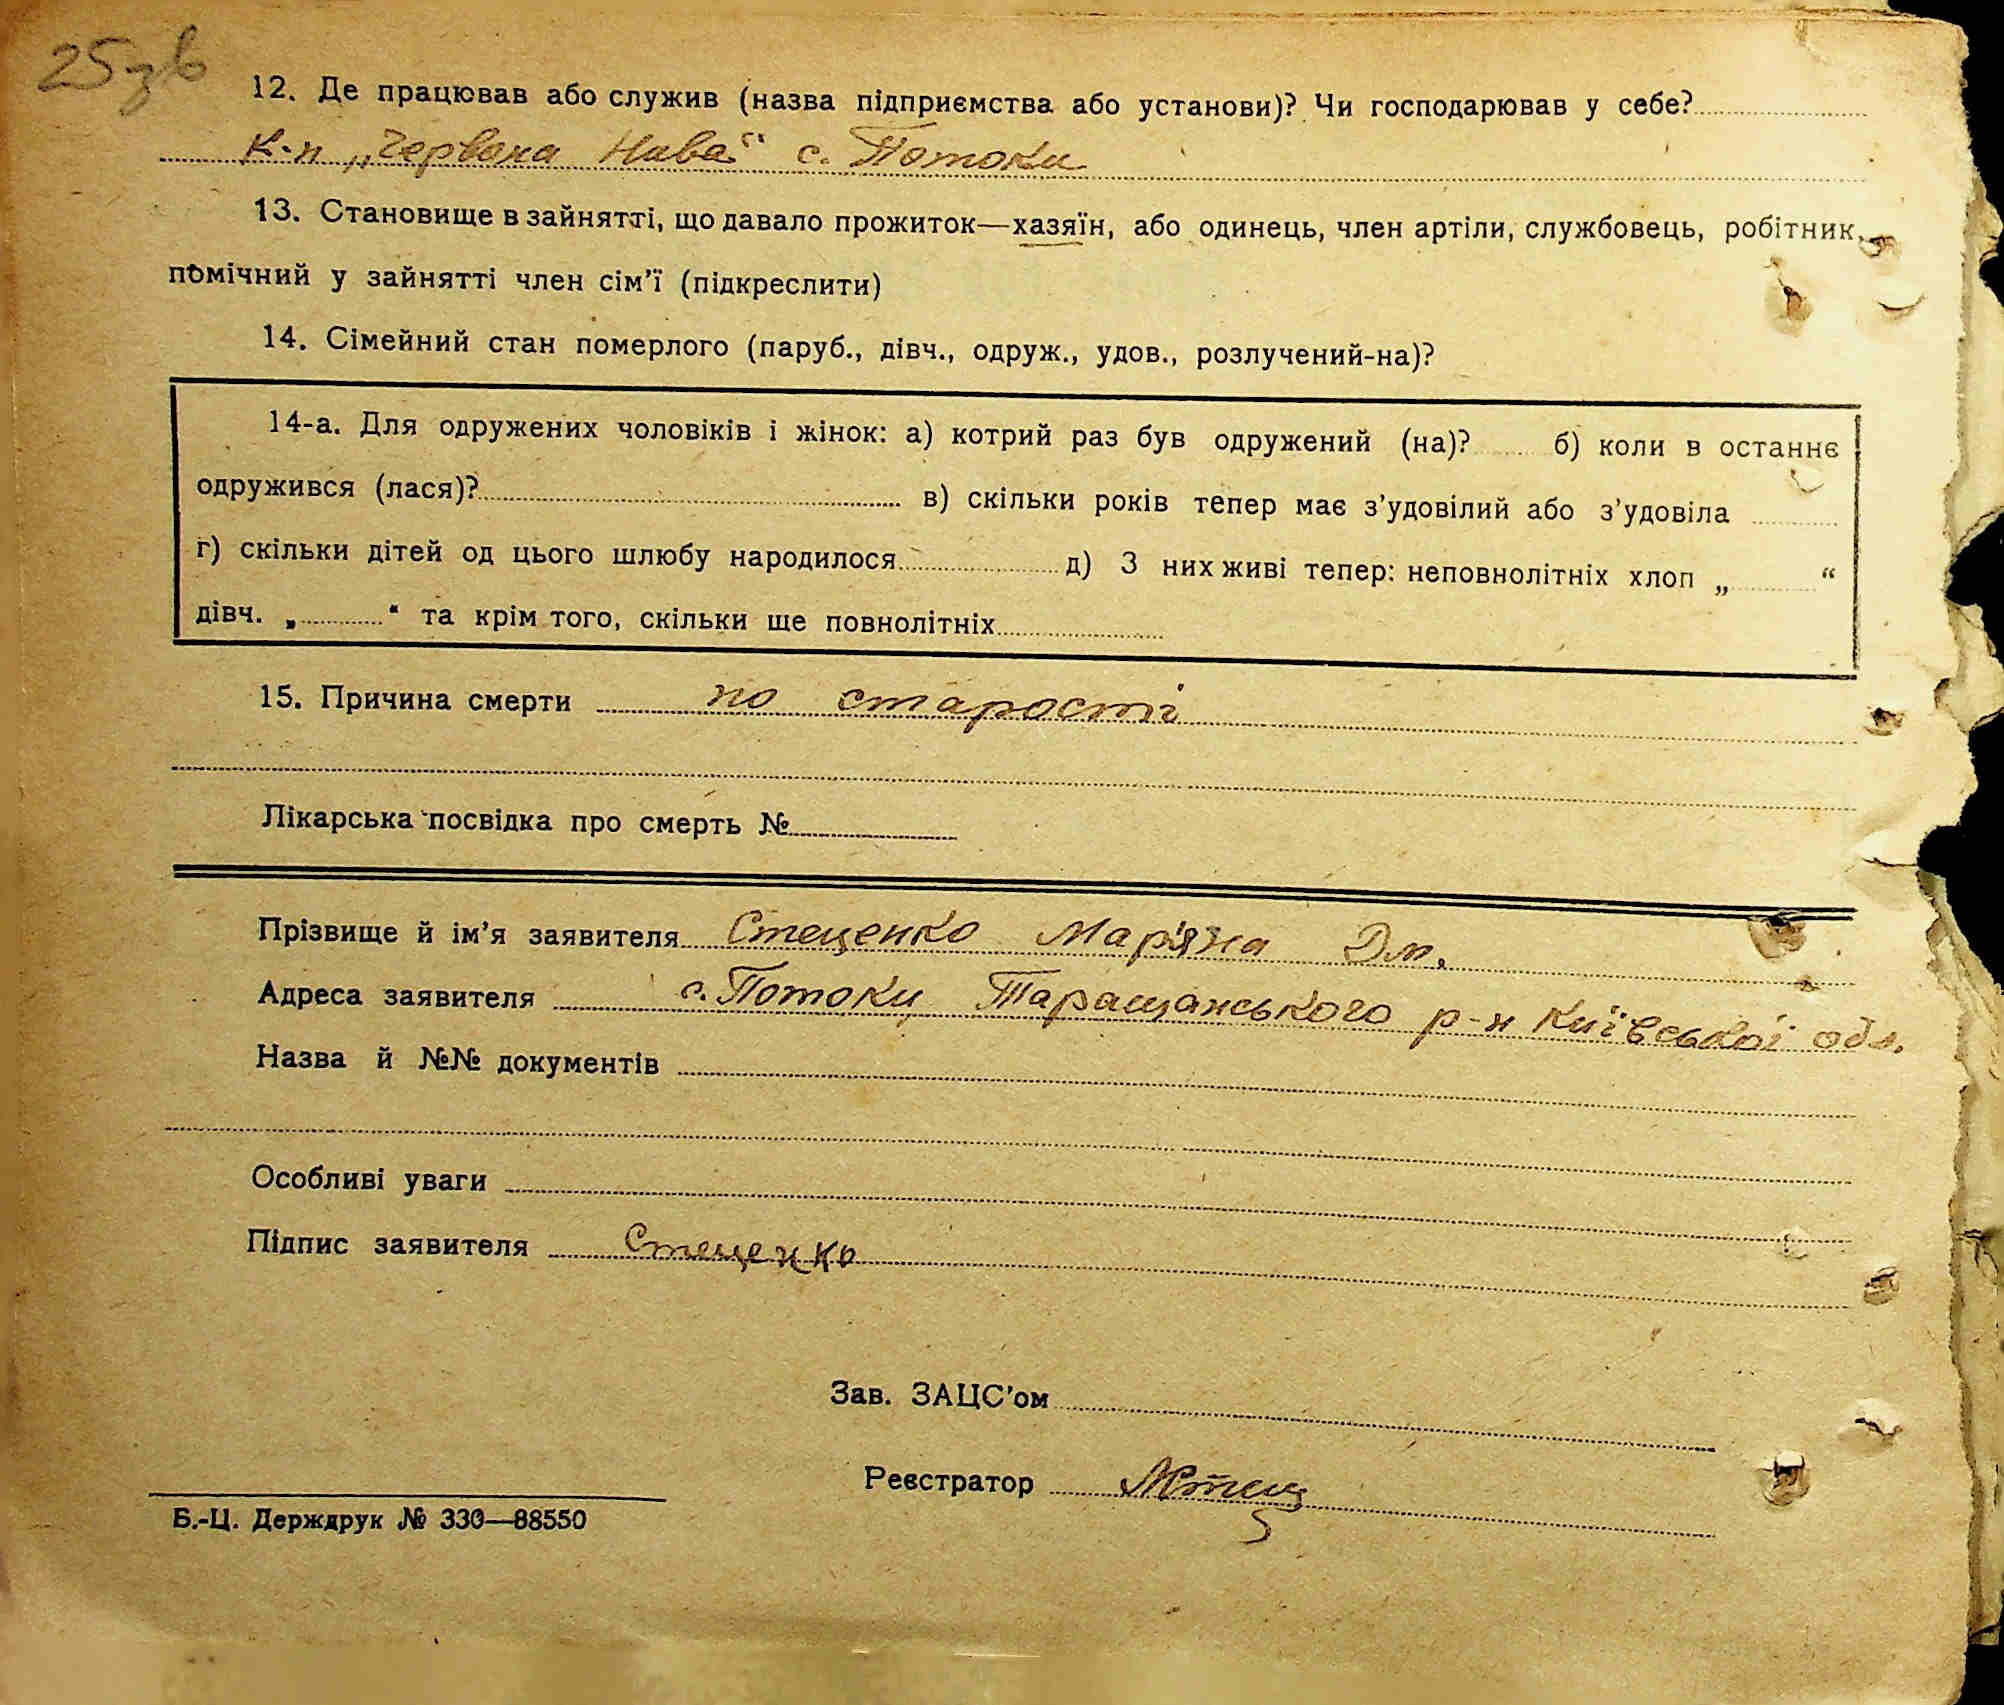 25зв
12. Де працював або служив (назва підприємства або установи)? Чи господарював у себе?
К-п „Червона Нива" с. Потоки
13. Становище в зайнятті, що давало прожиток—хазяїн, або одинець, член артіли, службовець, робітник,
помічний у зайнятті член сім'ї (підкреслити)
14. Сімейний стан померлого (паруб., дівч., одруж., удов., розлучений-на)?
14-а. Для одружених чоловіків і жінок: а) котрий раз був одружений (на)? б) коли в останнє
одружився (лася)? в) скільки років тепер має з'удовілий або з'удовіла
г) скільки дітей од цього шлюбу народилося д) З них живі тепер: неповнолітніх хлоп „ “
дівч. „ “ та крім того, скільки ще повнолітніх
15. Причина смерти по старості
Лікарська посвідка про смерть №
Прізвище й ім'я заявителя Стеценко Мар'яна Дм.
Адреса заявителя с. Потоки Таращанського р-н Київської обл.
Назва й №№ документів
Особливі уваги
Підпис заявителя Стеценко
Зав. ЗАЦС'ом
Реєстратор
Б.-Ц. Держдрук № 330—88550